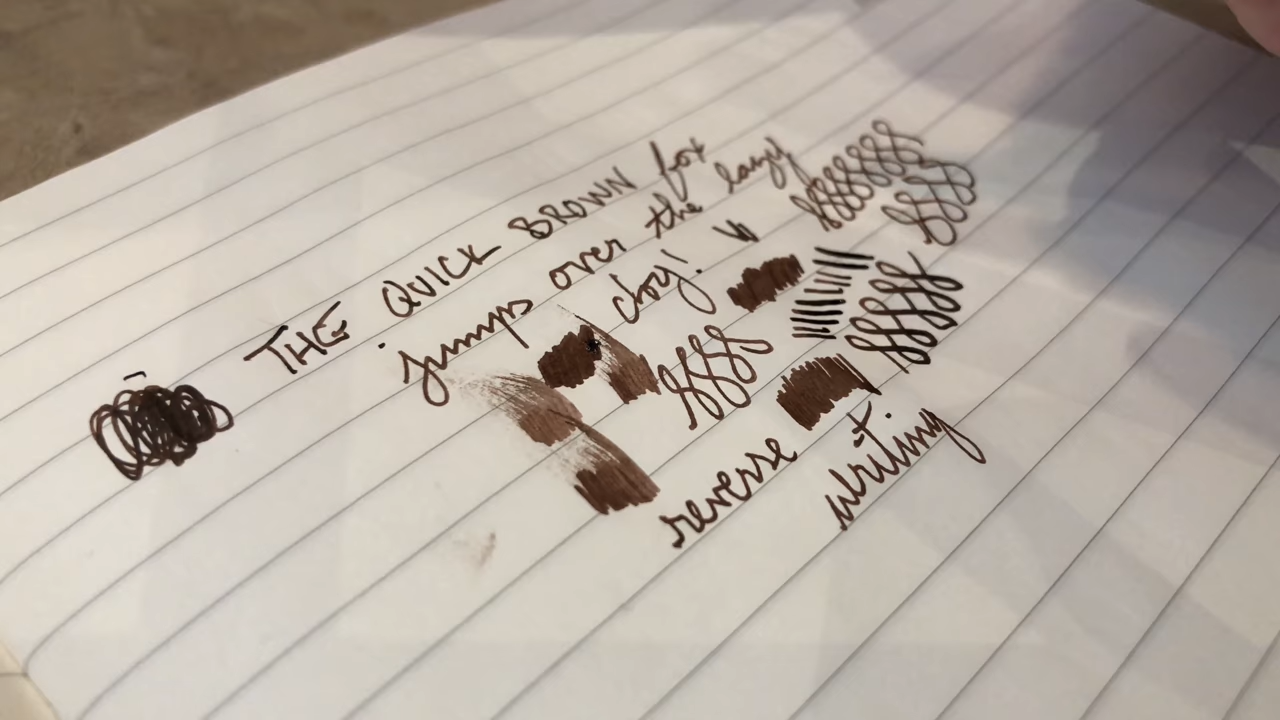 THE QUICK BROWN fox
jumps over the lazy
dog!
reverse
writing